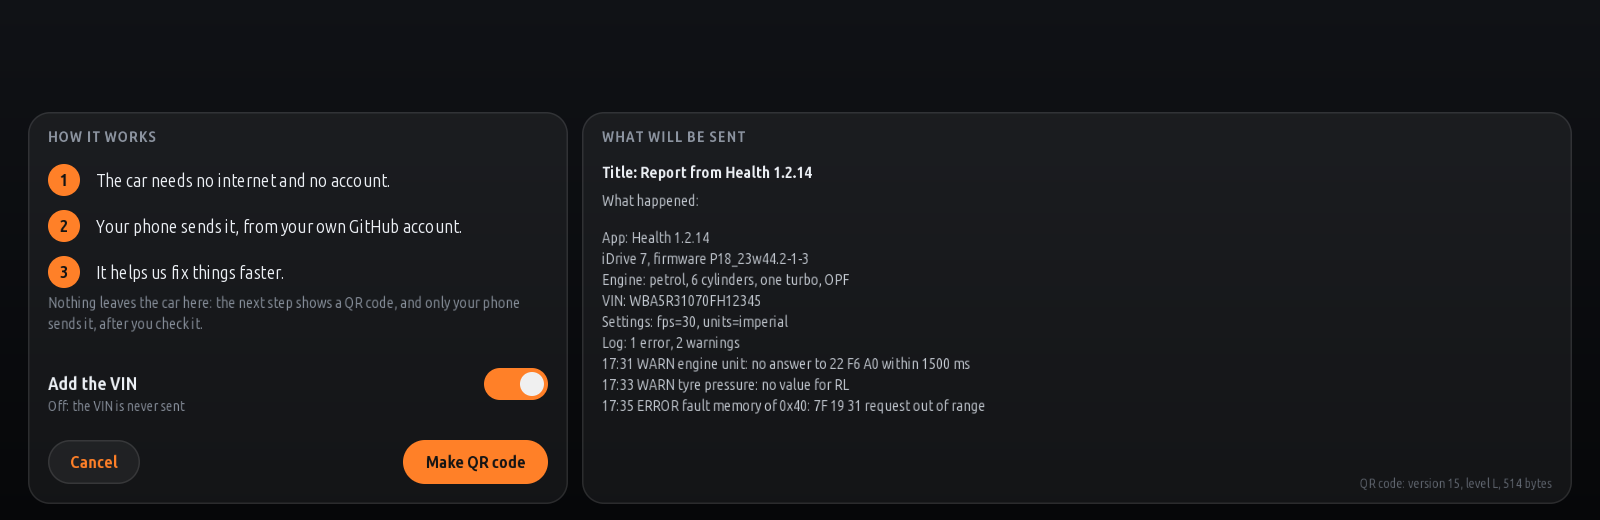 HOW IT WORKS
1 The car needs no internet and no account.
2 Your phone sends it, from your own GitHub account.
3 It helps us fix things faster.
Nothing leaves the car here: the next step shows a QR code, and only your phone
sends it, after you check it.
Add the VIN
Off: the VIN is never sent
Cancel
Make QR code
WHAT WILL BE SENT
Title: Report from Health 1.2.14
What happened:
App: Health 1.2.14
iDrive 7, firmware P18_23w44.2-1-3
Engine: petrol, 6 cylinders, one turbo, OPF
VIN: WBA5R31070FH12345
Settings: fps=30, units=imperial
Log: 1 error, 2 warnings
17:31 WARN engine unit: no answer to 22 F6 A0 within 1500 ms
17:33 WARN tyre pressure: no value for RL
17:35 ERROR fault memory of 0x40: 7F 19 31 request out of range
QR code: version 15, level L, 514 bytes